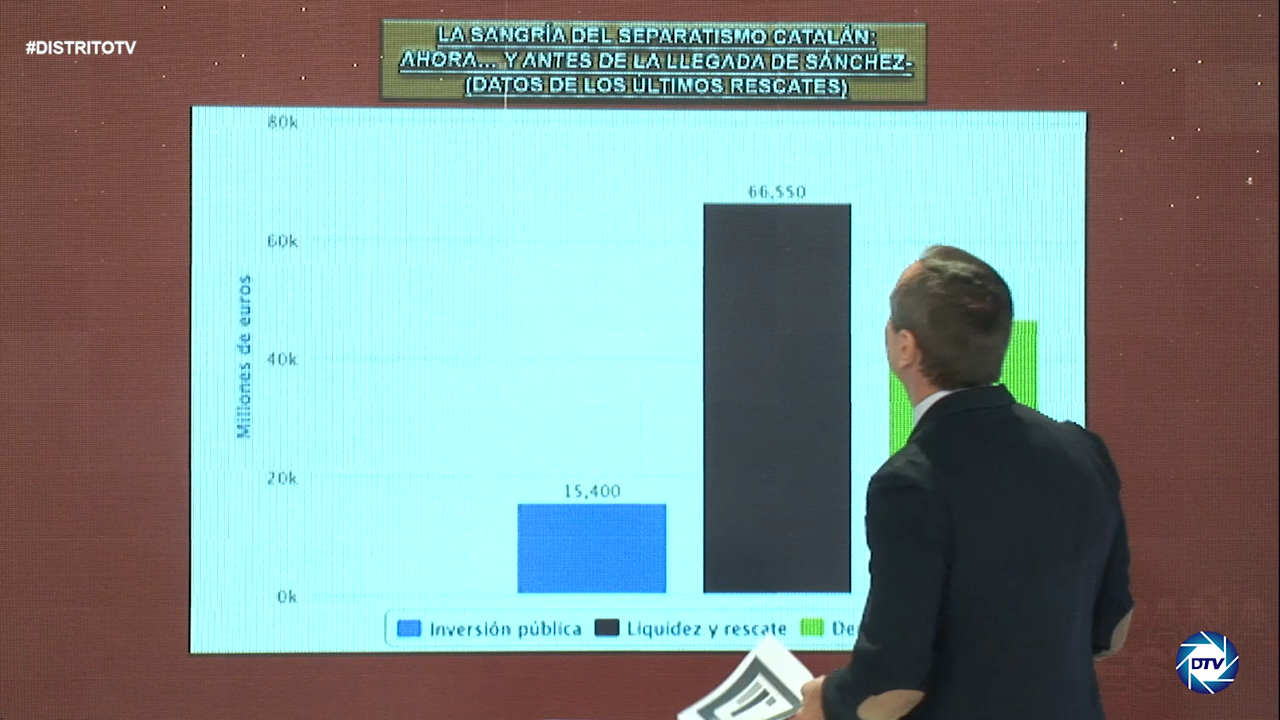 #DISTRITOTV
LA SANGRÍA DEL SEPARATISMO CATALÁN:
AHORA... Y ANTES DE LA LLEGADA DE SÁNCHEZ-
(DATOS DE LOS ÚLTIMOS RESCATES)
80k
66,550
60k
Millones de euros
40k
20k
15,400
0k
Inversión pública
Liquidez y rescate
DTV